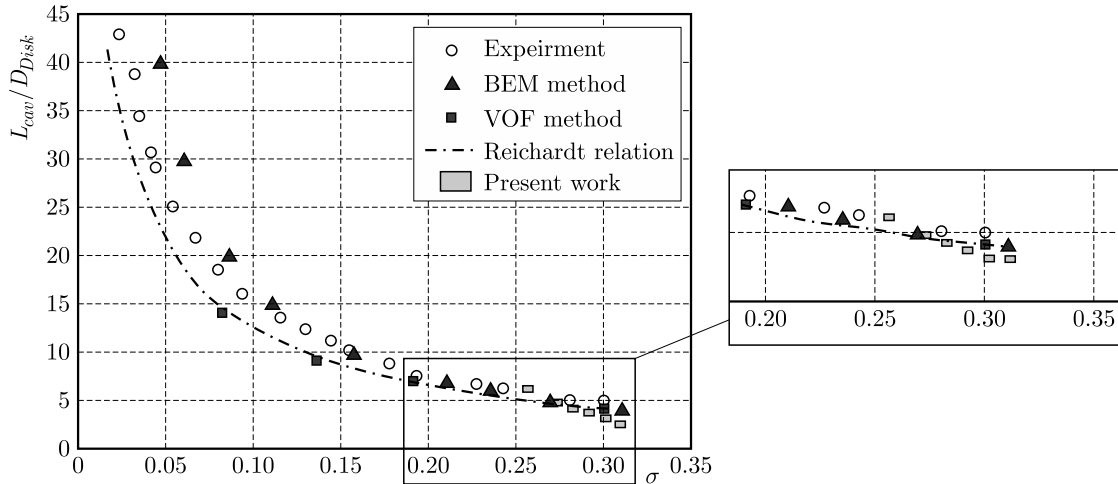 45
40
35
30
25
20
15
10
5
0
L_cav/D_Disk
Expeirment
BEM method
VOF method
Reichardt relation
Present work
0 0.05 0.10 0.15 0.20 0.25 0.30 0.35
σ
0.20 0.25 0.30 0.35